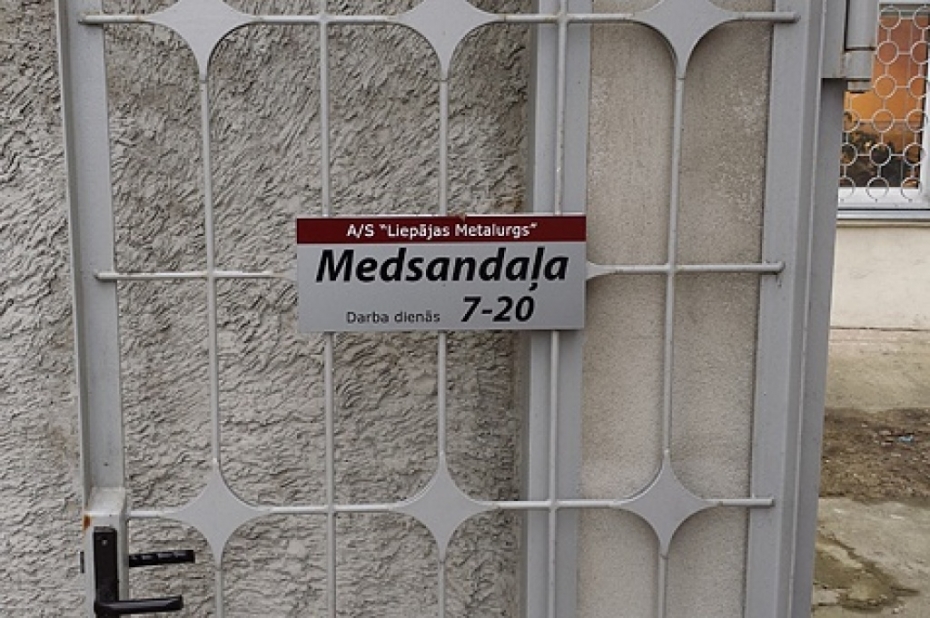 A/S "Liepājas Metalurgs"
Medsandaļa
Darba dienās 7-20